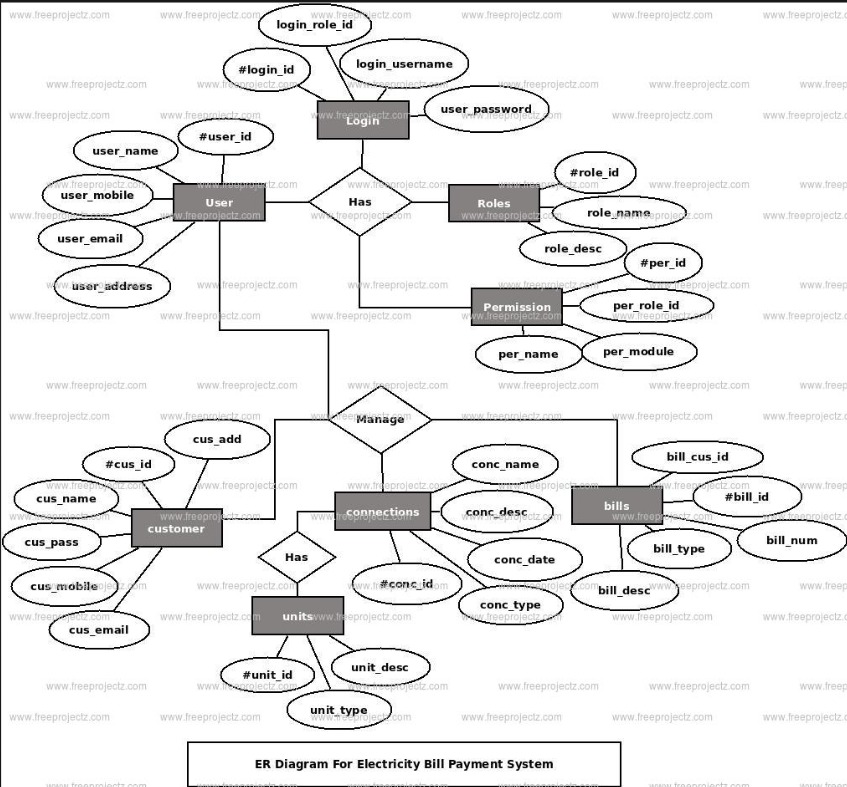 login_role_id
#login_id
login_username
user_password
Login
#user_id
user_name
user_mobile
user_email
user_address
User
Has
Roles
#role_id
role_name
role_desc
#per_id
per_role_id
per_module
per_name
Permission
Manage
cus_add
#cus_id
cus_name
cus_pass
cus_mobile
cus_email
customer
connections
conc_name
conc_desc
conc_date
conc_type
#conc_id
bills
bill_cus_id
#bill_id
bill_num
bill_type
bill_desc
Has
units
#unit_id
unit_desc
unit_type
ER Diagram For Electricity Bill Payment System
www.freeprojectz.com